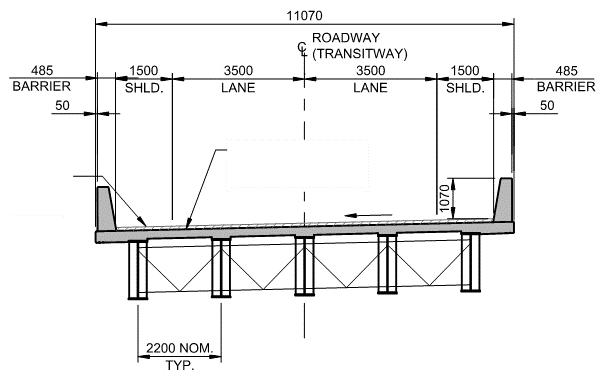 11070
℄ ROADWAY
(TRANSITWAY)
485
BARRIER
1500
SHLD.
3500
LANE
3500
LANE
1500
SHLD.
485
BARRIER
50
50
1070
2200 NOM.
TYP.